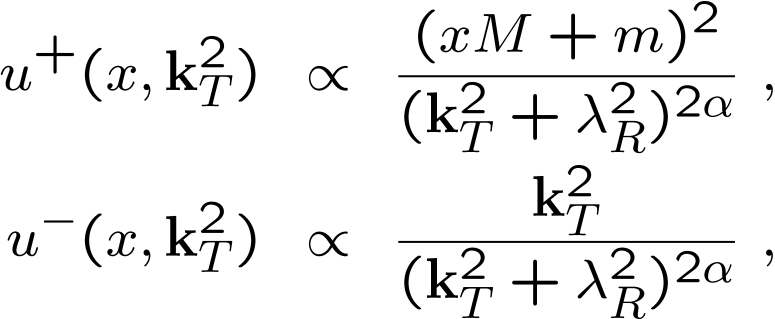 $u^{+}(x, \mathbf{k}_T^2) \propto \frac{(xM + m)^2}{(\mathbf{k}_T^2 + \lambda_R^2)^{2\alpha}} ,$
$u^{-}(x, \mathbf{k}_T^2) \propto \frac{\mathbf{k}_T^2}{(\mathbf{k}_T^2 + \lambda_R^2)^{2\alpha}} ,$